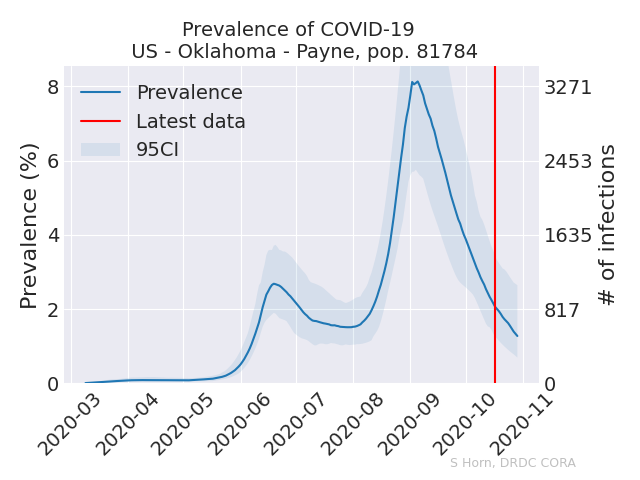 Prevalence of COVID-19
US - Oklahoma - Payne, pop. 81784
Prevalence
Latest data
95CI
Prevalence (%)
8
6
4
2
0
3271
2453
1635
817
0
# of infections
2020-03
2020-04
2020-05
2020-06
2020-07
2020-08
2020-09
2020-10
2020-11
S Horn, DRDC CORA